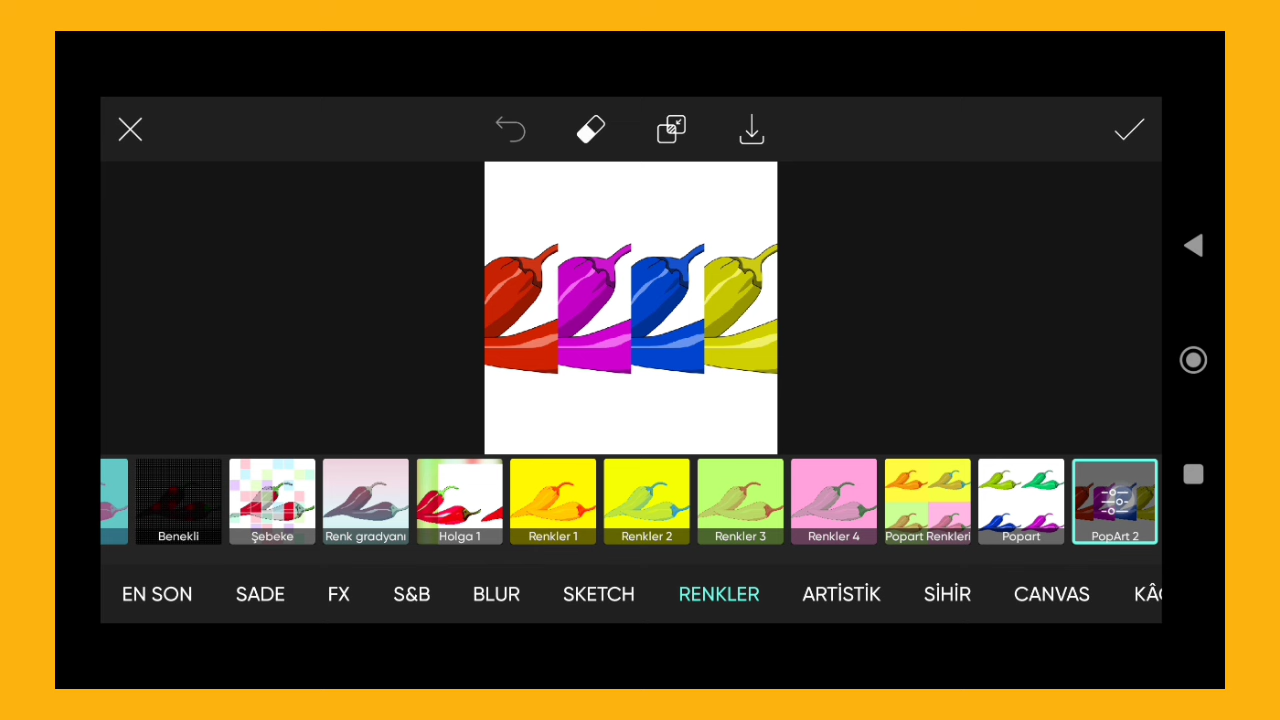 Benekli
Şebeke
Renk gradyanı
Holga 1
Renkler 1
Renkler 2
Renkler 3
Renkler 4
Popart Renkleri
Popart
PopArt 2
EN SON
SADE
FX
S&B
BLUR
SKETCH
RENKLER
ARTİSTİK
SİHİR
CANVAS